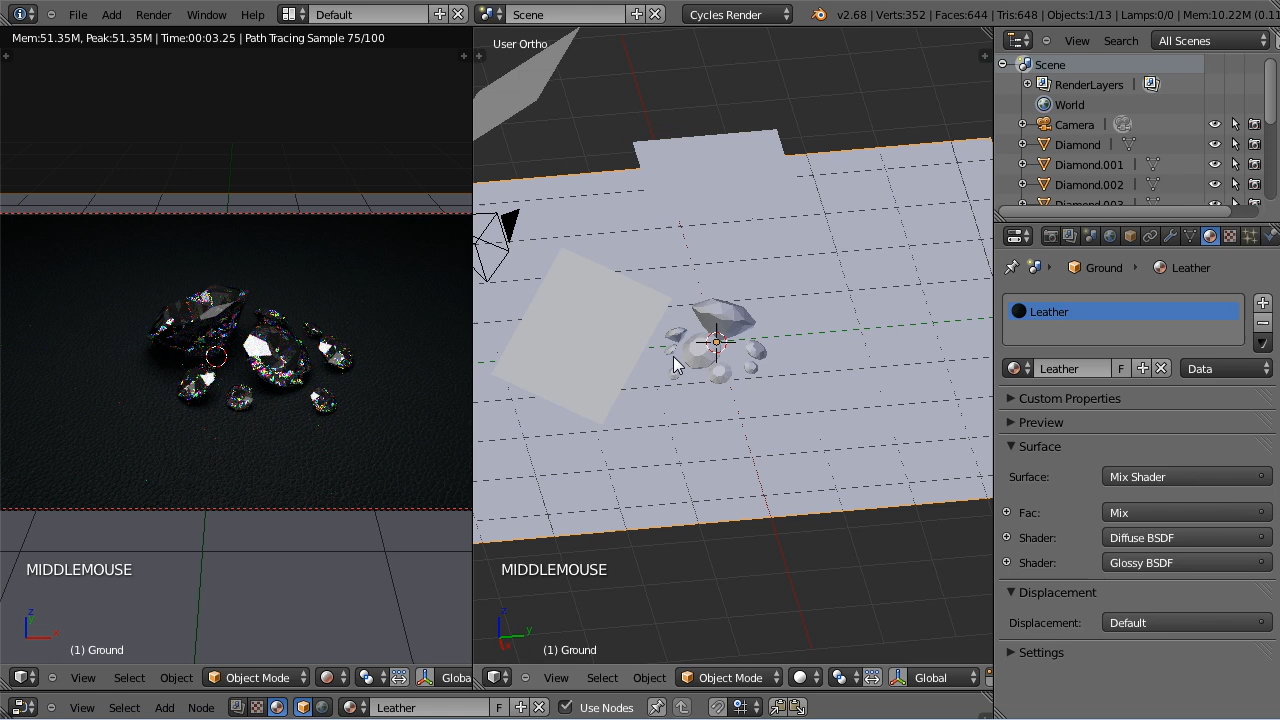 File Add Render Window Help Default Scene Cycles Render v2.68 | Verts:352 | Faces:644 | Tris:648 | Objects:1/13 | Lamps:0/0 | Mem:10.22M (0.1
Mem:51.35M, Peak:51.35M | Time:00:03.25 | Path Tracing Sample 75/100
User Ortho
View Search All Scenes
Scene
RenderLayers
World
Camera
Diamond
Diamond.001
Diamond.002
Diamond.003
Ground Leather
Leather
Leather F Data
Custom Properties
Preview
Surface
Surface: Mix Shader
Fac: Mix
Shader: Diffuse BSDF
Shader: Glossy BSDF
Displacement
Displacement: Default
Settings
MIDDLEMOUSE
MIDDLEMOUSE
z
x
(1) Ground
z
y
x
(1) Ground
View Select Object Object Mode Globa
View Select Object Object Mode Global
View Select Add Node Leather F Use Nodes